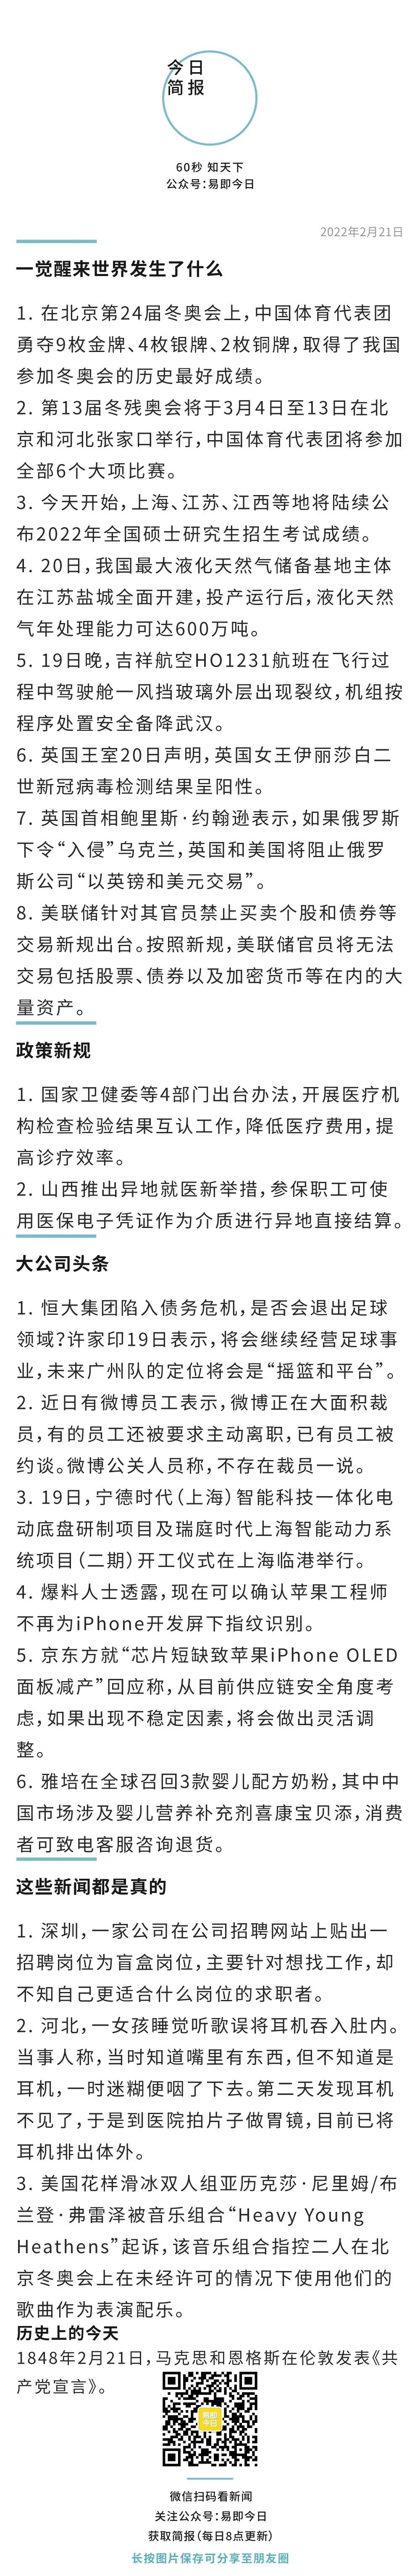 今日
简报
60秒 知天下
公众号：易即今日
2022年2月21日
一觉醒来世界发生了什么
1. 在北京第24届冬奥会上，中国体育代表团
勇夺9枚金牌、4枚银牌、2枚铜牌，取得了我国
参加冬奥会的历史最好成绩。
2. 第13届冬残奥会将于3月4日至13日在北
京和河北张家口举行，中国体育代表团将参加
全部6个大项比赛。
3. 今天开始，上海、江苏、江西等地将陆续公
布2022年全国硕士研究生招生考试成绩。
4. 20日，我国最大液化天然气储备基地主体
在江苏盐城全面开建，投产运行后，液化天然
气年处理能力可达600万吨。
5. 19日晚，吉祥航空HO1231航班在飞行过
程中驾驶舱一风挡玻璃外层出现裂纹，机组按
程序处置安全备降武汉。
6. 英国王室20日声明，英国女王伊丽莎白二
世新冠病毒检测结果呈阳性。
7. 英国首相鲍里斯·约翰逊表示，如果俄罗斯
下令“入侵”乌克兰，英国和美国将阻止俄罗
斯公司“以英镑和美元交易”。
8. 美联储针对其官员禁止买卖个股和债券等
交易新规出台。按照新规，美联储官员将无法
交易包括股票、债券以及加密货币等在内的大
量资产。
政策新规
1. 国家卫健委等4部门出台办法，开展医疗机
构检查检验结果互认工作，降低医疗费用，提
高诊疗效率。
2. 山西推出异地就医新举措，参保职工可使
用医保电子凭证作为介质进行异地直接结算。
大公司头条
1. 恒大集团陷入债务危机，是否会退出足球
领域？许家印19日表示，将会继续经营足球事
业，未来广州队的定位将会是“摇篮和平台”。
2. 近日有微博员工表示，微博正在大面积裁
员，有的员工还被要求主动离职，已有员工被
约谈。微博公关人员称，不存在裁员一说。
3. 19日，宁德时代（上海）智能科技一体化电
动底盘研制项目及瑞庭时代上海智能动力系
统项目（二期）开工仪式在上海临港举行。
4. 爆料人士透露，现在可以确认苹果工程师
不再为iPhone开发屏下指纹识别。
5. 京东方就“芯片短缺致苹果iPhone OLED
面板减产”回应称，从目前供应链安全角度考
虑，如果出现不稳定因素，将会做出灵活调
整。
6. 雅培在全球召回3款婴儿配方奶粉，其中中
国市场涉及婴儿营养补充剂喜康宝贝添，消费
者可致电客服咨询退货。
这些新闻都是真的
1. 深圳，一家公司在公司招聘网站上贴出一
招聘岗位为盲盒岗位，主要针对想找工作，却
不知自己更适合什么岗位的求职者。
2. 河北，一女孩睡觉听歌误将耳机吞入肚内。
当事人称，当时知道嘴里有东西，但不知道是
耳机，一时迷糊便咽了下去。第二天发现耳机
不见了，于是到医院拍片子做胃镜，目前已将
耳机排出体外。
3. 美国花样滑冰双人组亚历克莎·尼里姆/布
兰登·弗雷泽被音乐组合“Heavy Young
Heathens”起诉，该音乐组合指控二人在北
京冬奥会上在未经许可的情况下使用他们的
歌曲作为表演配乐。
历史上的今天
1848年2月21日，马克思和恩格斯在伦敦发表《共
产党宣言》。
易即
今日
微信扫码看新闻
关注公众号：易即今日
获取简报（每日8点更新）
长按图片保存可分享至朋友圈